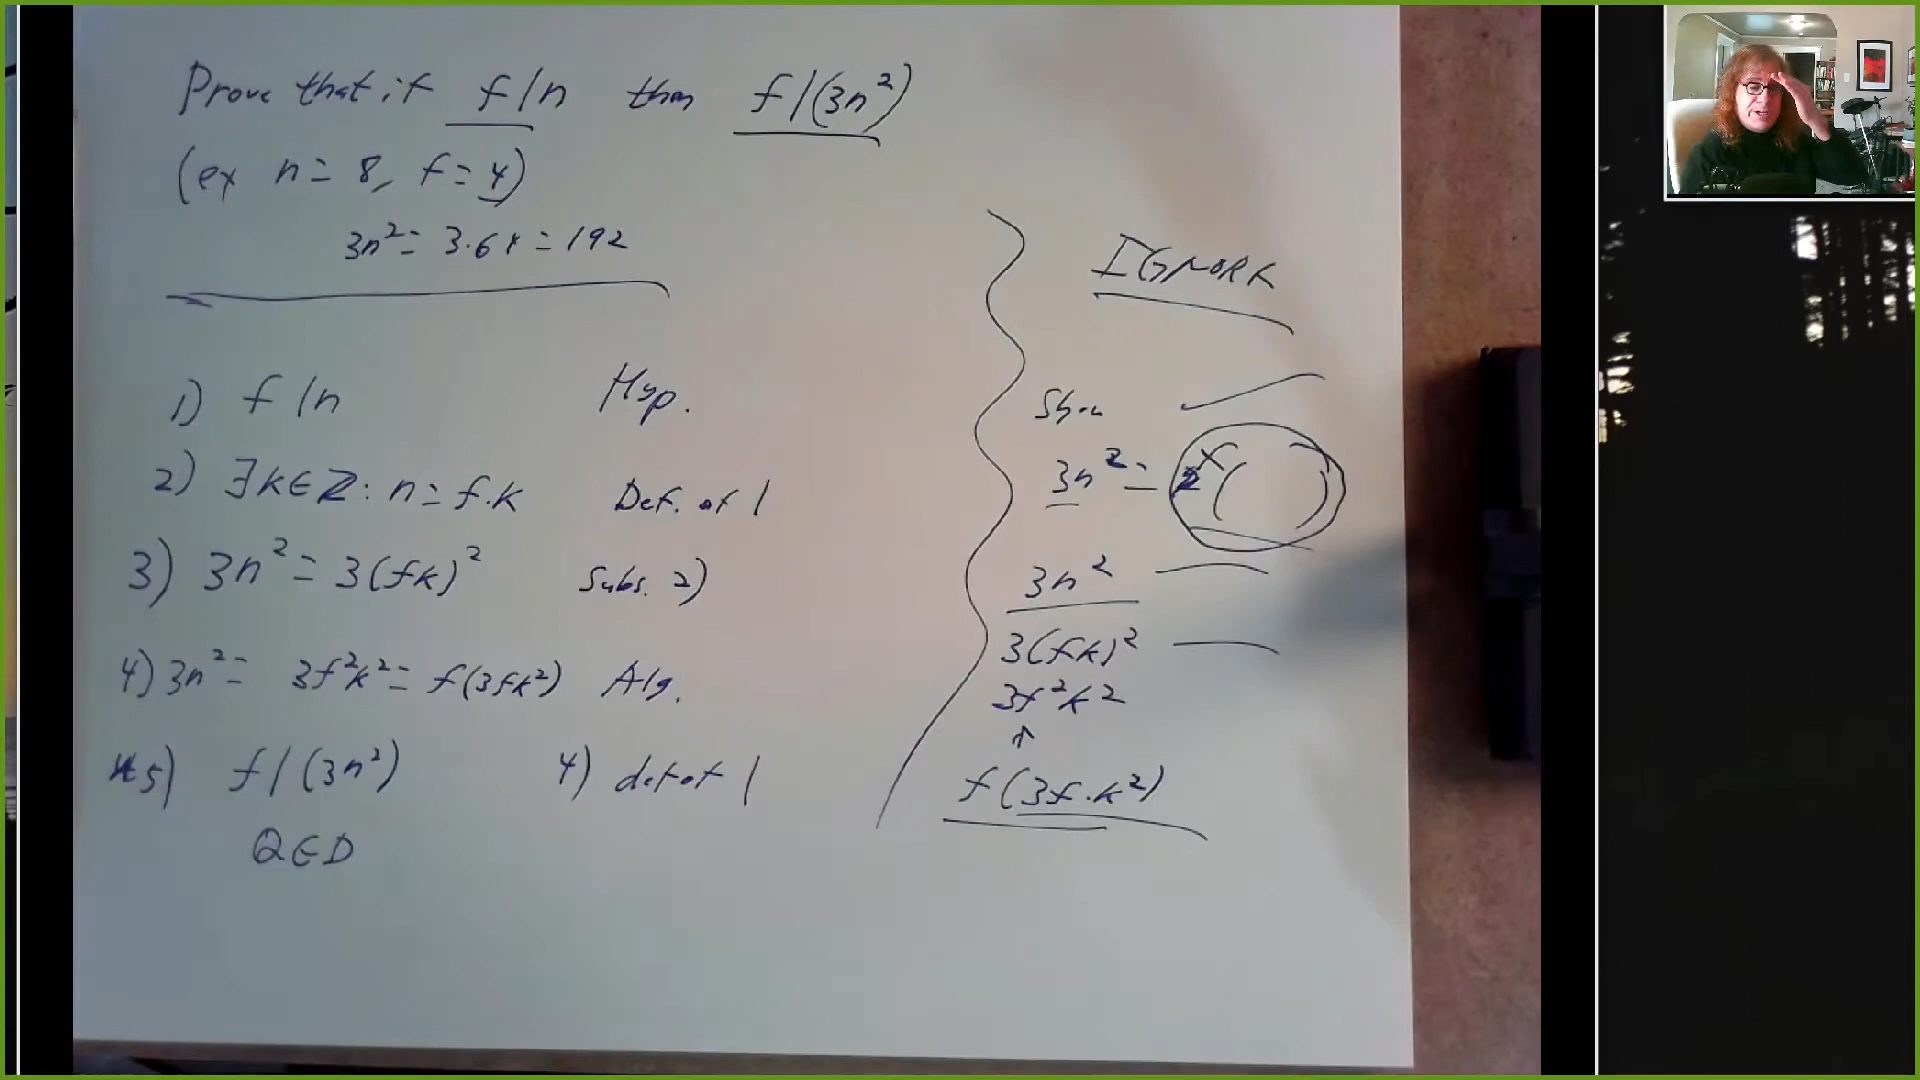 Prove that if f/n then f/(3n²)
(ex n = 8, f = 4)
3n² = 3·64 = 192
1) f/n Hyp.
2) ∃k∈Z: n = f·k Def. of /
3) 3n² = 3(fk)² Subs. 2)
4) 3n² = 3f²k² = f(3fk²) Alg.
5) f/(3n²) 4) def of /
QED
IGNORE
Show
3n² = f( )
3n²
3(fk)²
3f²k²
f(3f·k²)